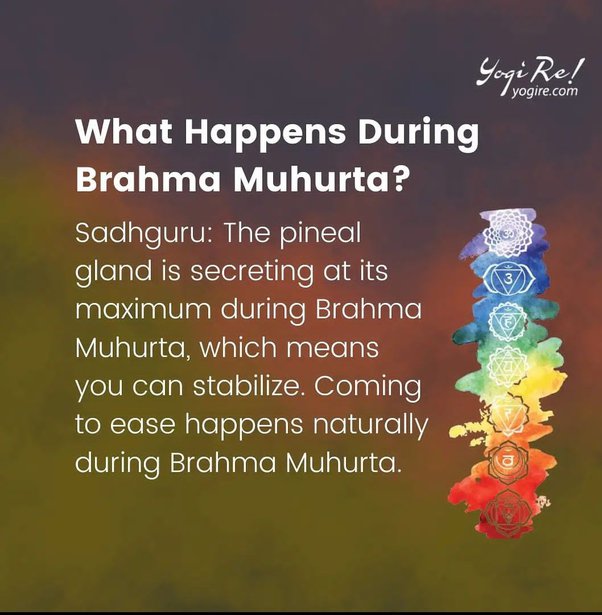 Yogi Re!
yogire.com
What Happens During
Brahma Muhurta?
Sadhguru: The pineal
gland is secreting at its
maximum during Brahma
Muhurta, which means
you can stabilize. Coming
to ease happens naturally
during Brahma Muhurta.
ॐ